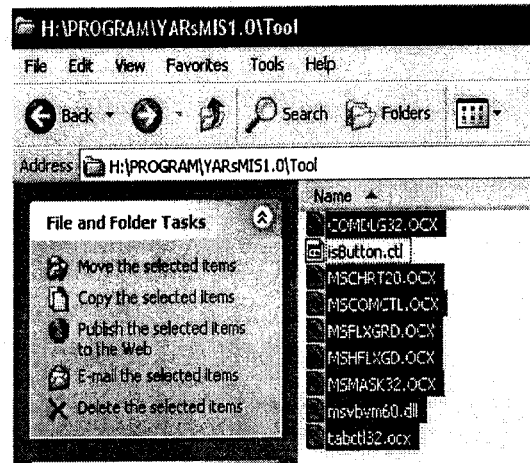 H:\PROGRAM\YARsMIS1.0\Tool
File Edit View Favorites Tools Help
Back Search Folders
Address H:\PROGRAM\YARsMIS1.0\Tool
Name
File and Folder Tasks
Move the selected items
Copy the selected items
Publish the selected items
to the Web
E-mail the selected items
Delete the selected items
COMDLG32.OCX
isButton.ctl
MSCHRT20.OCX
MSCOMCTL.OCX
MSFLXGRD.OCX
MSHFLXGD.OCX
MSMASK32.OCX
msvbvm60.dll
tabctl32.ocx